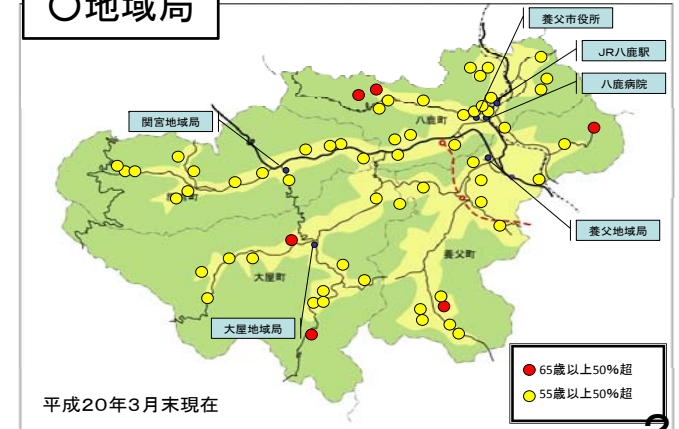 〇地域局
養父市役所
JR八鹿駅
八鹿病院
関宮地域局
八鹿町
養父地域局
養父町
大屋町
大屋地域局
65歳以上50%超
55歳以上50%超
平成20年3月末現在